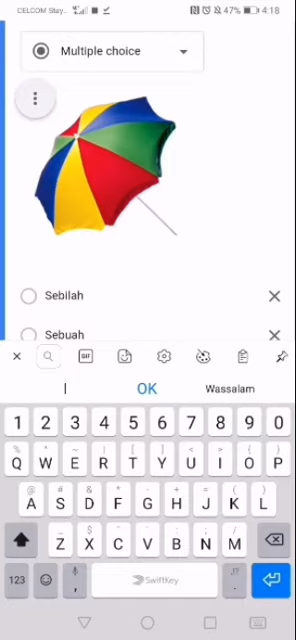 CELCOM Stay..
47% 4:18
Multiple choice
Sebilah
Sebuah
GIF
I OK Wassalam
1 2 3 4 5 6 7 8 9 0
Q W E R T Y U I O P
A S D F G H J K L
Z X C V B N M
123 , SwiftKey ,!? .